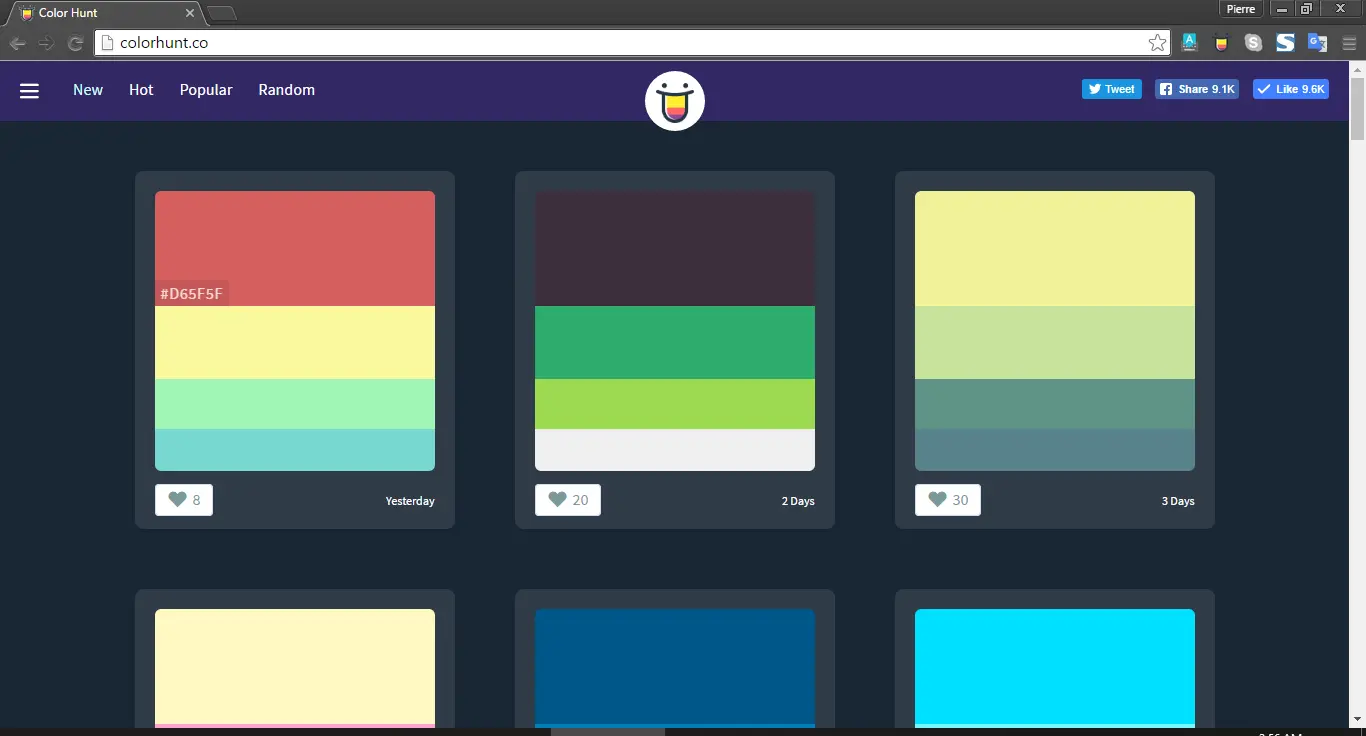 Color Hunt
Pierre
colorhunt.co
New Hot Popular Random
Tweet Share 9.1K Like 9.6K
#D65F5F
8 Yesterday
20 2 Days
30 3 Days